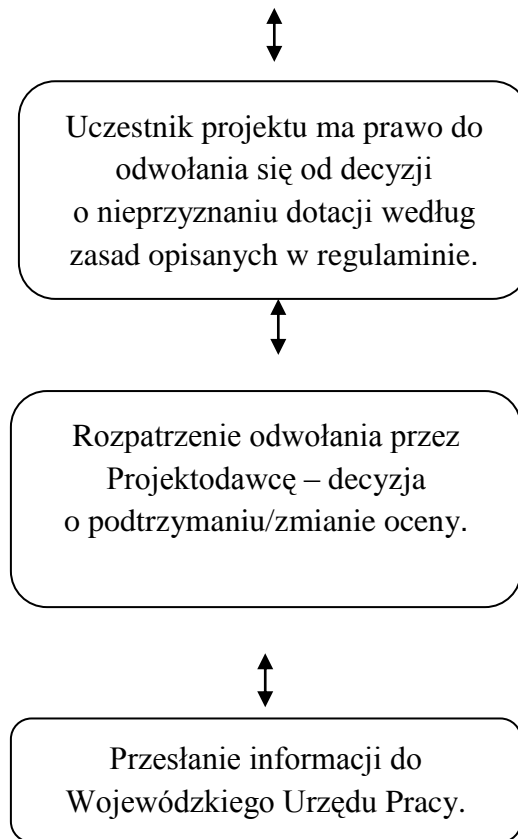 Uczestnik projektu ma prawo do
odwołania się od decyzji
o nieprzyznaniu dotacji według
zasad opisanych w regulaminie.
Rozpatrzenie odwołania przez
Projektodawcę – decyzja
o podtrzymaniu/zmianie oceny.
Przesłanie informacji do
Wojewódzkiego Urzędu Pracy.